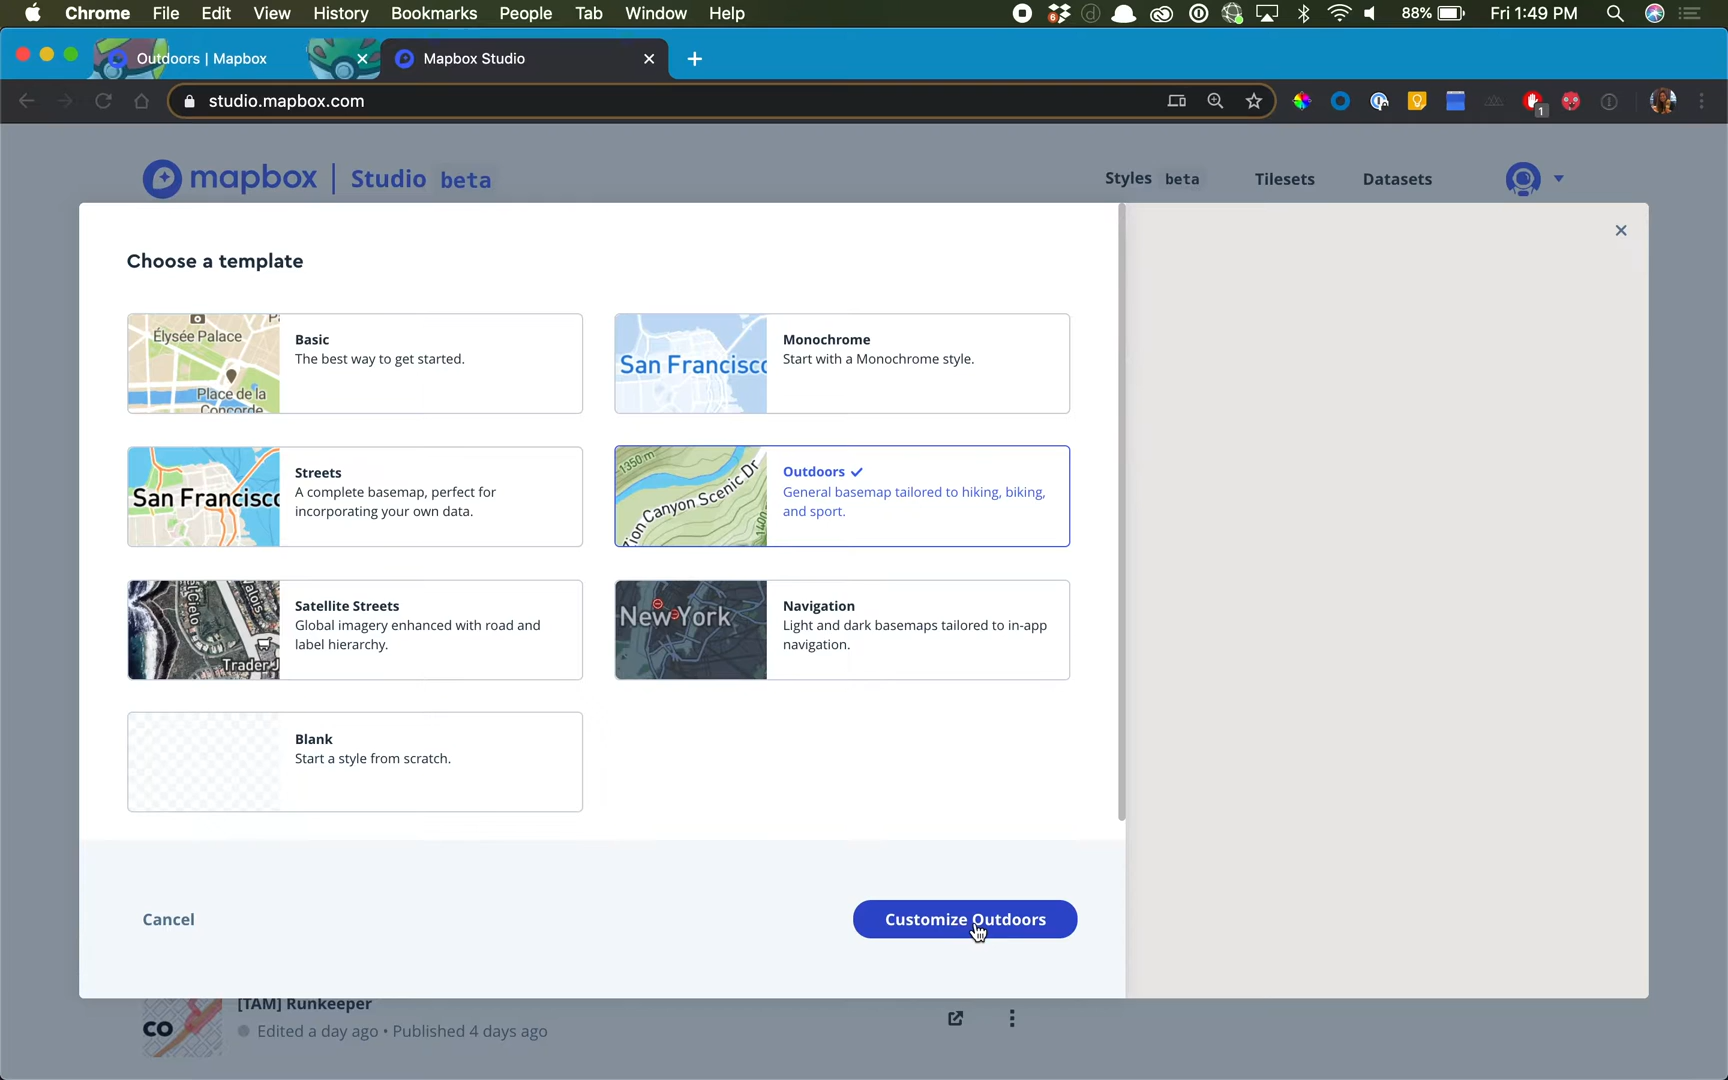 Chrome File Edit View History Bookmarks People Tab Window Help 88% Fri 1:49 PM
Outdoors | Mapbox Mapbox Studio
studio.mapbox.com 1
mapbox | Studio beta Styles beta Tilesets Datasets
Choose a template
Élysée Palace
Place de la
Concorde
Basic
The best way to get started.
San Francisco
Monochrome
Start with a Monochrome style.
San Francisco
Streets
A complete basemap, perfect for
incorporating your own data.
1350 m
Zion Canyon Scenic Dr
1400
Outdoors
General basemap tailored to hiking, biking,
and sport.
Trader J
Satellite Streets
Global imagery enhanced with road and
label hierarchy.
New York
Navigation
Light and dark basemaps tailored to in-app
navigation.
Blank
Start a style from scratch.
Cancel Customize Outdoors
[TAM] Runkeeper
CO
Edited a day ago • Published 4 days ago